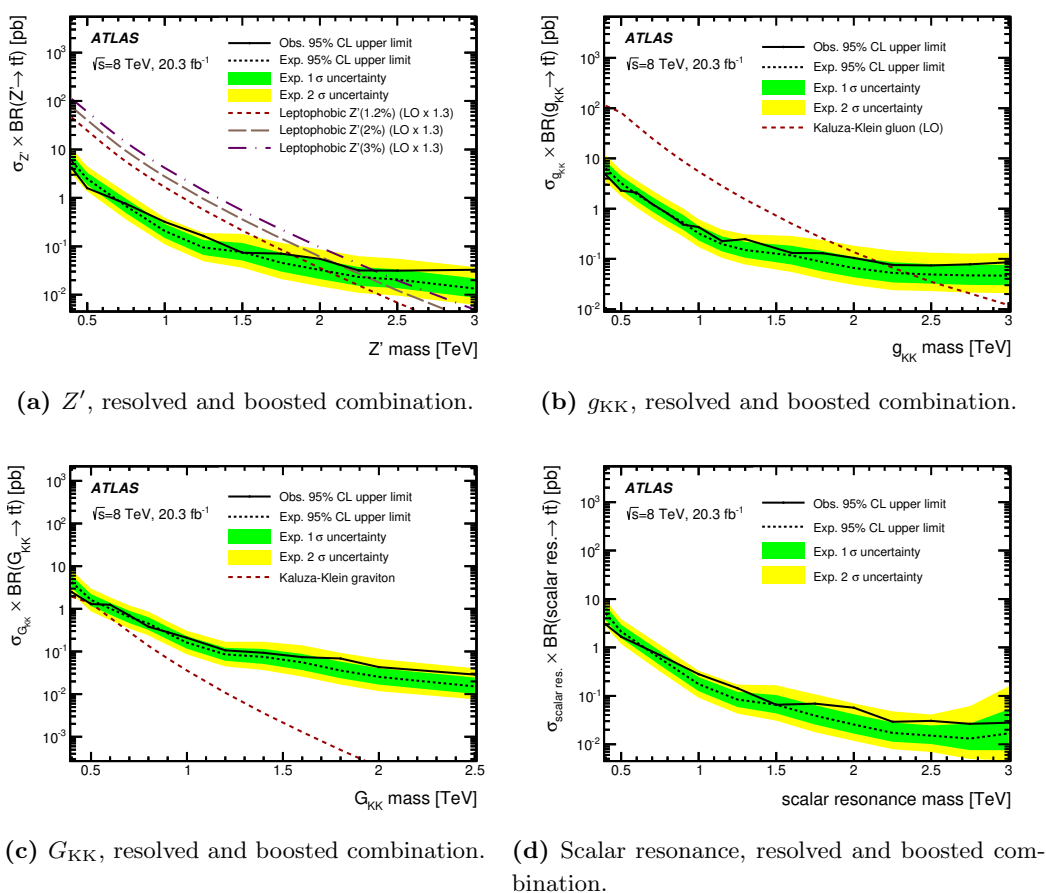 σZ' × BR(Z'→ tt̄) [pb]
10³
10²
10
1
10⁻¹
10⁻²
ATLAS
√s=8 TeV, 20.3 fb⁻¹
Obs. 95% CL upper limit
Exp. 95% CL upper limit
Exp. 1 σ uncertainty
Exp. 2 σ uncertainty
Leptophobic Z'(1.2%) (LO x 1.3)
Leptophobic Z'(2%) (LO x 1.3)
Leptophobic Z'(3%) (LO x 1.3)
0.5 1 1.5 2 2.5 3
Z' mass [TeV]
(a) Z′, resolved and boosted combination.
σgKK × BR(gKK → tt̄) [pb]
10³
10²
10
1
10⁻¹
10⁻²
ATLAS
√s=8 TeV, 20.3 fb⁻¹
Obs. 95% CL upper limit
Exp. 95% CL upper limit
Exp. 1 σ uncertainty
Exp. 2 σ uncertainty
Kaluza-Klein gluon (LO)
0.5 1 1.5 2 2.5 3
gKK mass [TeV]
(b) gKK, resolved and boosted combination.
σGKK × BR(GKK → tt̄) [pb]
10³
10²
10
1
10⁻¹
10⁻²
10⁻³
ATLAS
√s=8 TeV, 20.3 fb⁻¹
Obs. 95% CL upper limit
Exp. 95% CL upper limit
Exp. 1 σ uncertainty
Exp. 2 σ uncertainty
Kaluza-Klein graviton
0.5 1 1.5 2 2.5
GKK mass [TeV]
(c) GKK, resolved and boosted combination.
σscalar res. × BR(scalar res.→ tt̄) [pb]
10³
10²
10
1
10⁻¹
10⁻²
ATLAS
√s=8 TeV, 20.3 fb⁻¹
Obs. 95% CL upper limit
Exp. 95% CL upper limit
Exp. 1 σ uncertainty
Exp. 2 σ uncertainty
0.5 1 1.5 2 2.5 3
scalar resonance mass [TeV]
(d) Scalar resonance, resolved and boosted com-
bination.